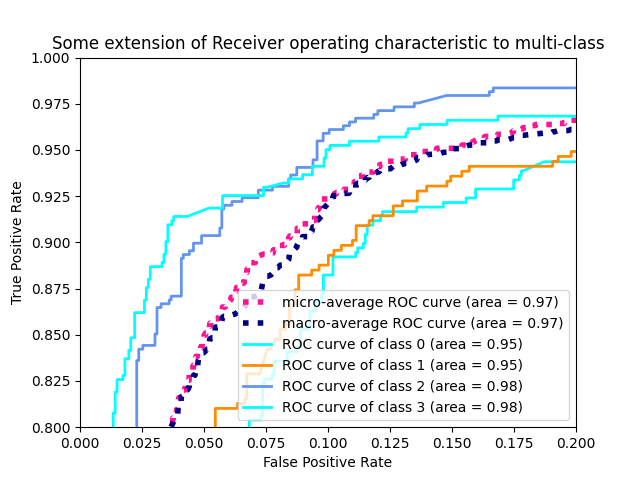 Some extension of Receiver operating characteristic to multi-class
True Positive Rate
1.000
0.975
0.950
0.925
0.900
0.875
0.850
0.825
0.800
micro-average ROC curve (area = 0.97)
macro-average ROC curve (area = 0.97)
ROC curve of class 0 (area = 0.95)
ROC curve of class 1 (area = 0.95)
ROC curve of class 2 (area = 0.98)
ROC curve of class 3 (area = 0.98)
0.000 0.025 0.050 0.075 0.100 0.125 0.150 0.175 0.200
False Positive Rate